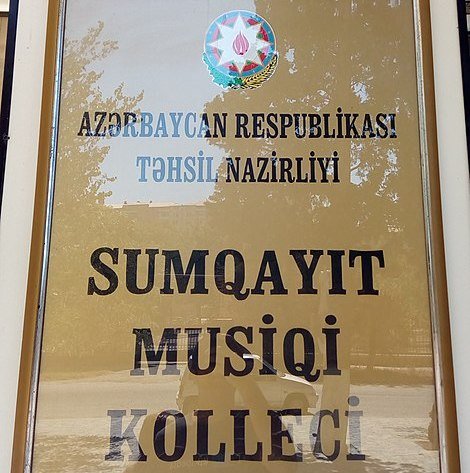 AZƏRBAYCAN RESPUBLİKASI
TƏHSİL NAZİRLİYİ
SUMQAYIT
MUSİQİ
KOLLECİ